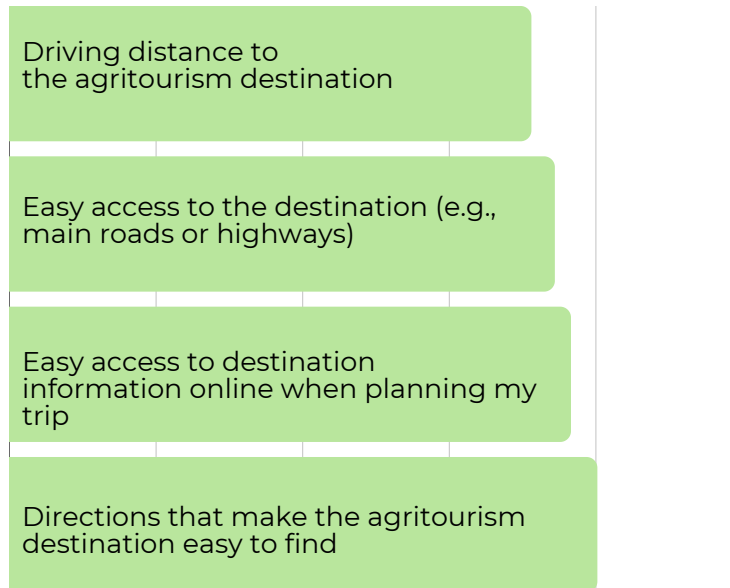 Driving distance to
the agritourism destination
Easy access to the destination (e.g.,
main roads or highways)
Easy access to destination
information online when planning my
trip
Directions that make the agritourism
destination easy to find